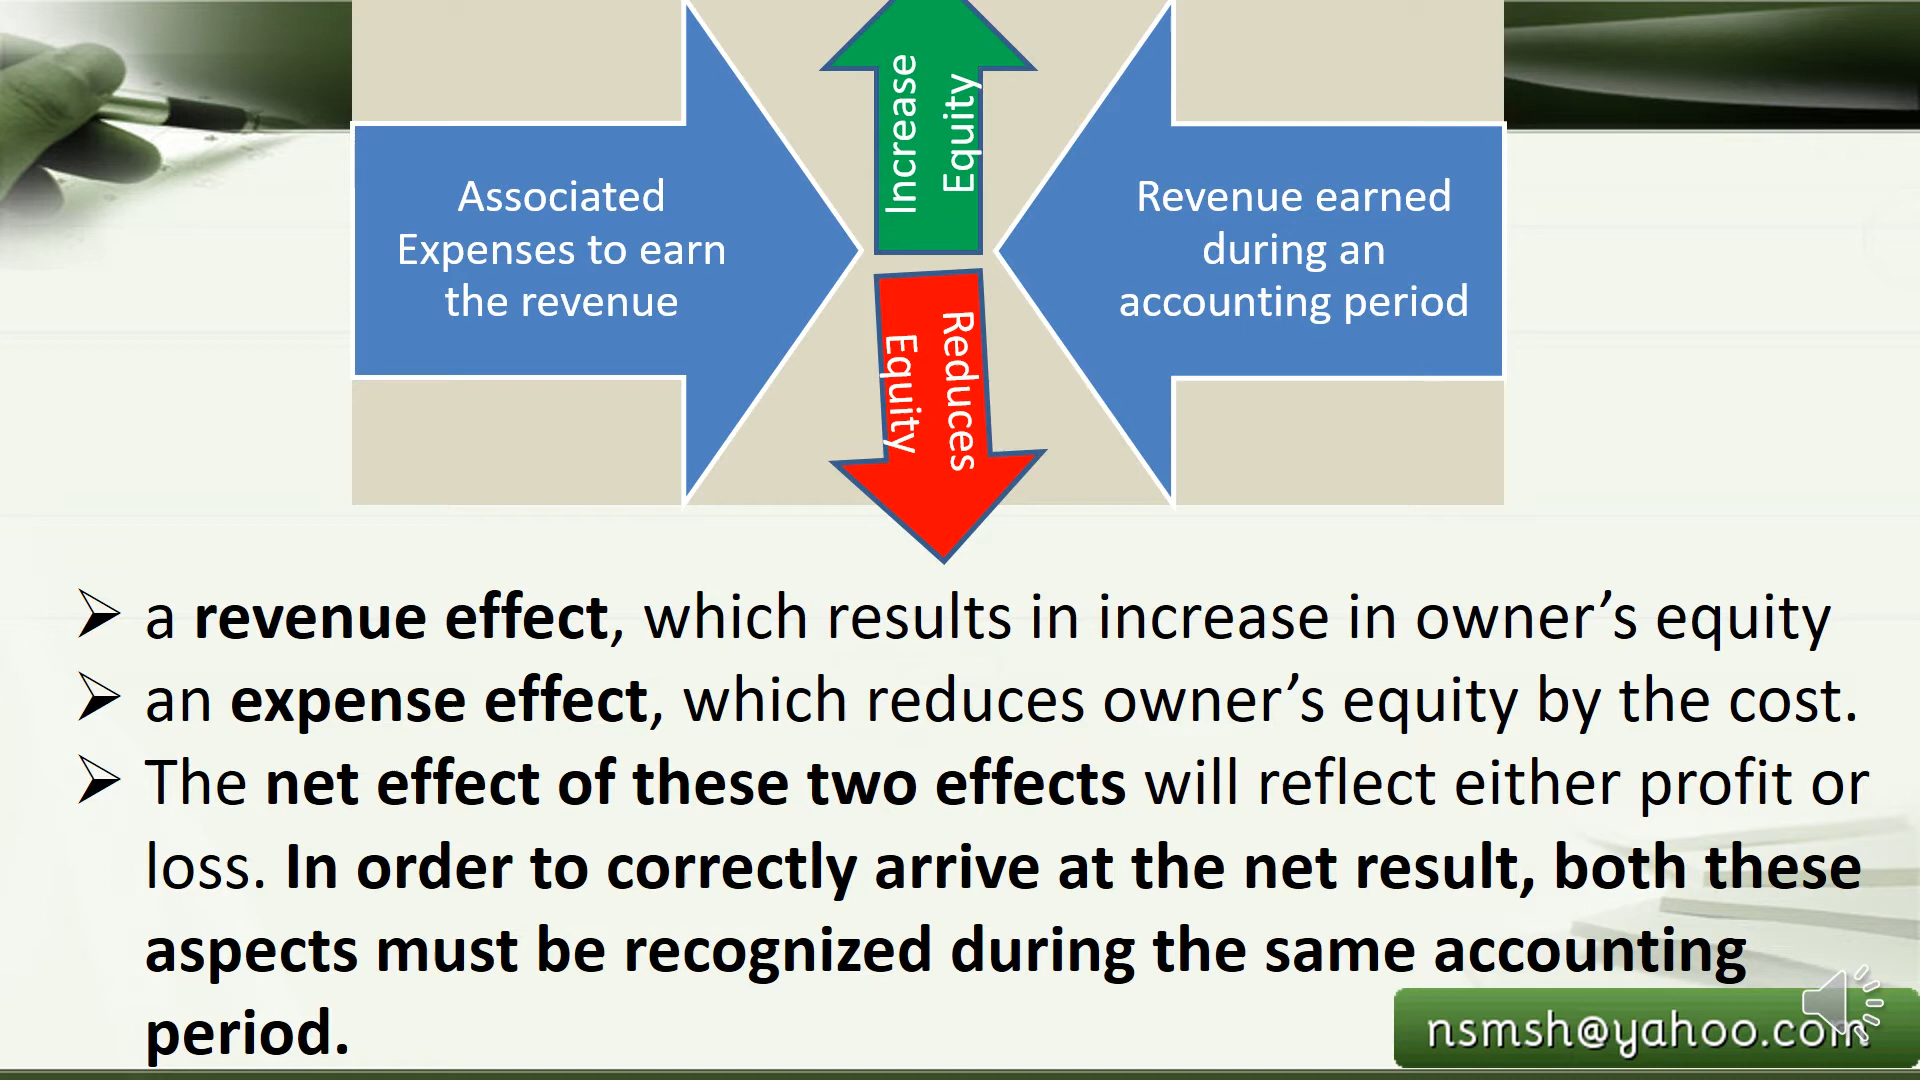 Associated
Expenses to earn
the revenue
Increase
Equity
Reduces
Equity
Revenue earned
during an
accounting period
➢ a revenue effect, which results in increase in owner’s equity
➢ an expense effect, which reduces owner’s equity by the cost.
➢ The net effect of these two effects will reflect either profit or
loss. In order to correctly arrive at the net result, both these
aspects must be recognized during the same accounting
period.
nsmsh@yahoo.com